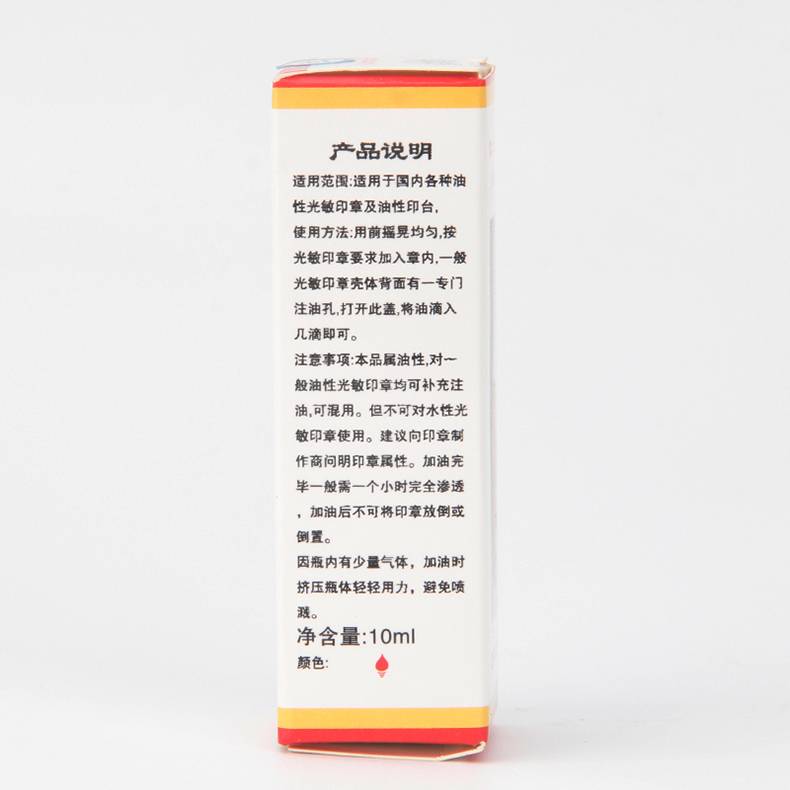 产品说明
适用范围:适用于国内各种油
性光敏印章及油性印台,
使用方法:用前摇晃均匀,按
光敏印章要求加入章内,一般
光敏印章壳体背面有一专门
注油孔,打开此盖,将油滴入
几滴即可。
注意事项:本品属油性,对一
般油性光敏印章均可补充注
油,可混用。但不可对水性光
敏印章使用。建议向印章制
作商问明印章属性。加油完
毕一般需一个小时完全渗透
，加油后不可将印章放倒或
倒置。
因瓶内有少量气体，加油时
挤压瓶体轻轻用力，避免喷
溅。
净含量:10ml
颜色: